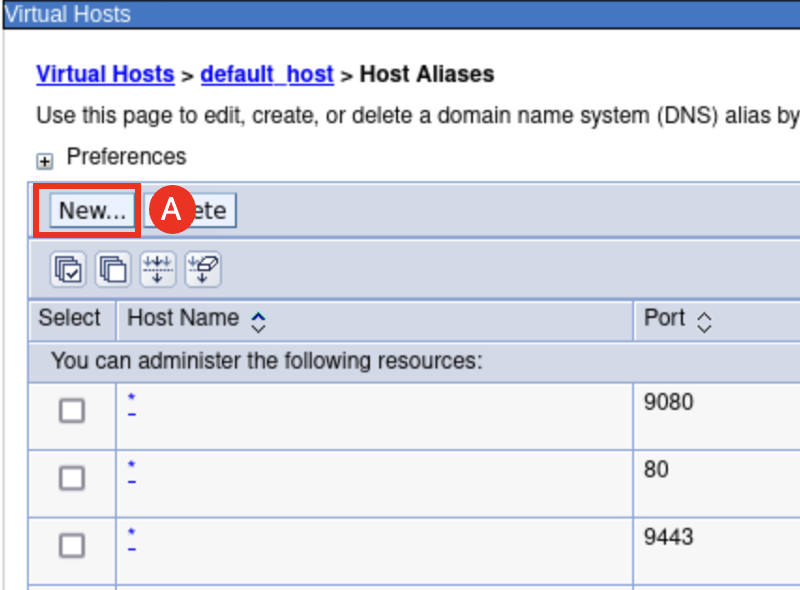 Virtual Hosts
Virtual Hosts > default_host > Host Aliases
Use this page to edit, create, or delete a domain name system (DNS) alias by
Preferences
New... A ete
Select Host Name Port
You can administer the following resources:
* 9080
* 80
* 9443